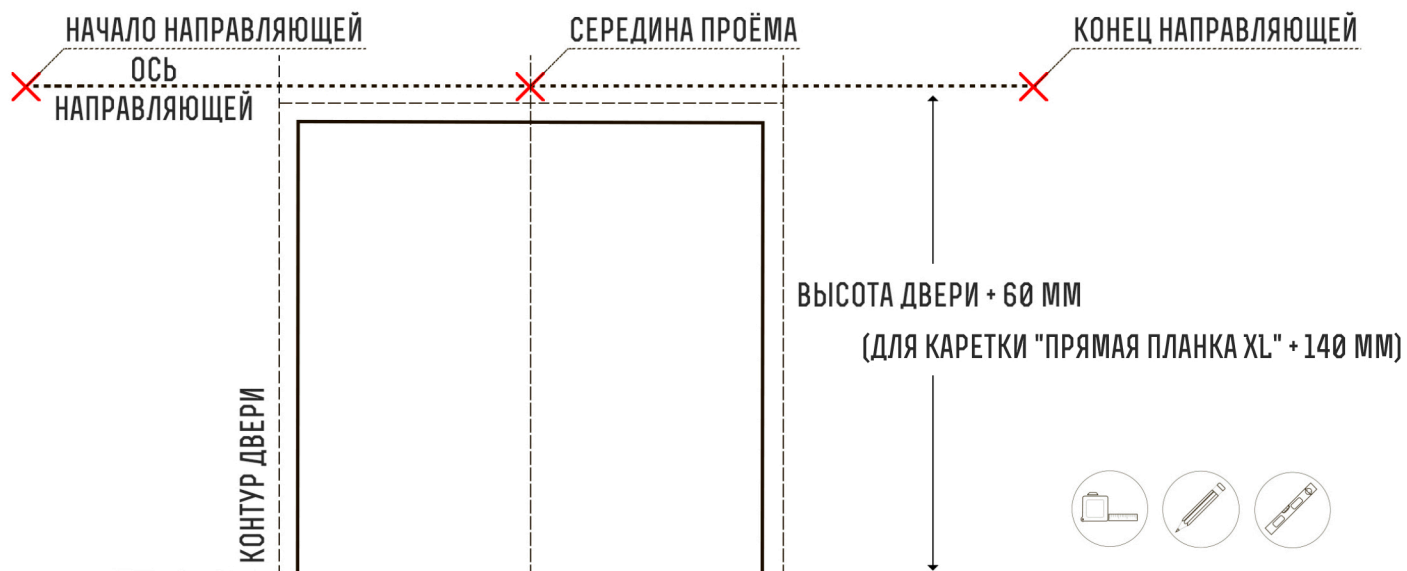 НАЧАЛО НАПРАВЛЯЮЩЕЙ
СЕРЕДИНА ПРОЁМА
КОНЕЦ НАПРАВЛЯЮЩЕЙ
ОСЬ
НАПРАВЛЯЮЩЕЙ
ВЫСОТА ДВЕРИ + 60 ММ
(ДЛЯ КАРЕТКИ "ПРЯМАЯ ПЛАНКА XL" + 140 ММ)
КОНТУР ДВЕРИ